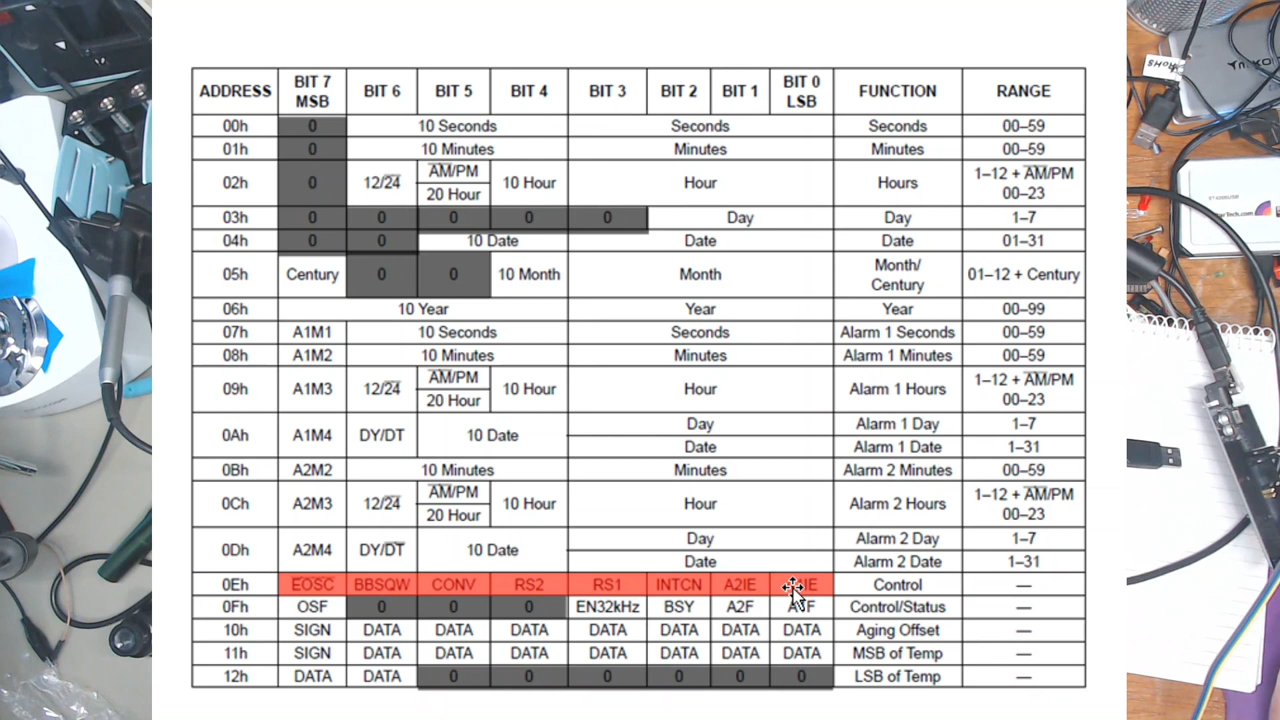 ADDRESS BIT 7 MSB BIT 6 BIT 5 BIT 4 BIT 3 BIT 2 BIT 1 BIT 0 LSB FUNCTION RANGE
00h 0 10 Seconds Seconds Seconds 00–59
01h 0 10 Minutes Minutes Minutes 00–59
02h 0 12/24 AM/PM 20 Hour 10 Hour Hour Hours 1–12 + AM/PM 00–23
03h 0 0 0 0 0 Day Day 1–7
04h 0 0 10 Date Date Date 01–31
05h Century 0 0 10 Month Month Month/ Century 01–12 + Century
06h 10 Year Year Year 00–99
07h A1M1 10 Seconds Seconds Alarm 1 Seconds 00–59
08h A1M2 10 Minutes Minutes Alarm 1 Minutes 00–59
09h A1M3 12/24 AM/PM 20 Hour 10 Hour Hour Alarm 1 Hours 1–12 + AM/PM 00–23
0Ah A1M4 DY/DT 10 Date Day Alarm 1 Day 1–7
Date Alarm 1 Date 1–31
0Bh A2M2 10 Minutes Minutes Alarm 2 Minutes 00–59
0Ch A2M3 12/24 AM/PM 20 Hour 10 Hour Hour Alarm 2 Hours 1–12 + AM/PM 00–23
0Dh A2M4 DY/DT 10 Date Day Alarm 2 Day 1–7
Date Alarm 2 Date 1–31
0Eh EOSC BBSQW CONV RS2 RS1 INTCN A2IE Control —
0Fh OSF 0 0 0 EN32kHz BSY A2F Control/Status —
10h SIGN DATA DATA DATA DATA DATA DATA DATA Aging Offset —
11h SIGN DATA DATA DATA DATA DATA DATA DATA MSB of Temp —
12h DATA DATA 0 0 0 0 0 0 LSB of Temp —
RoHS